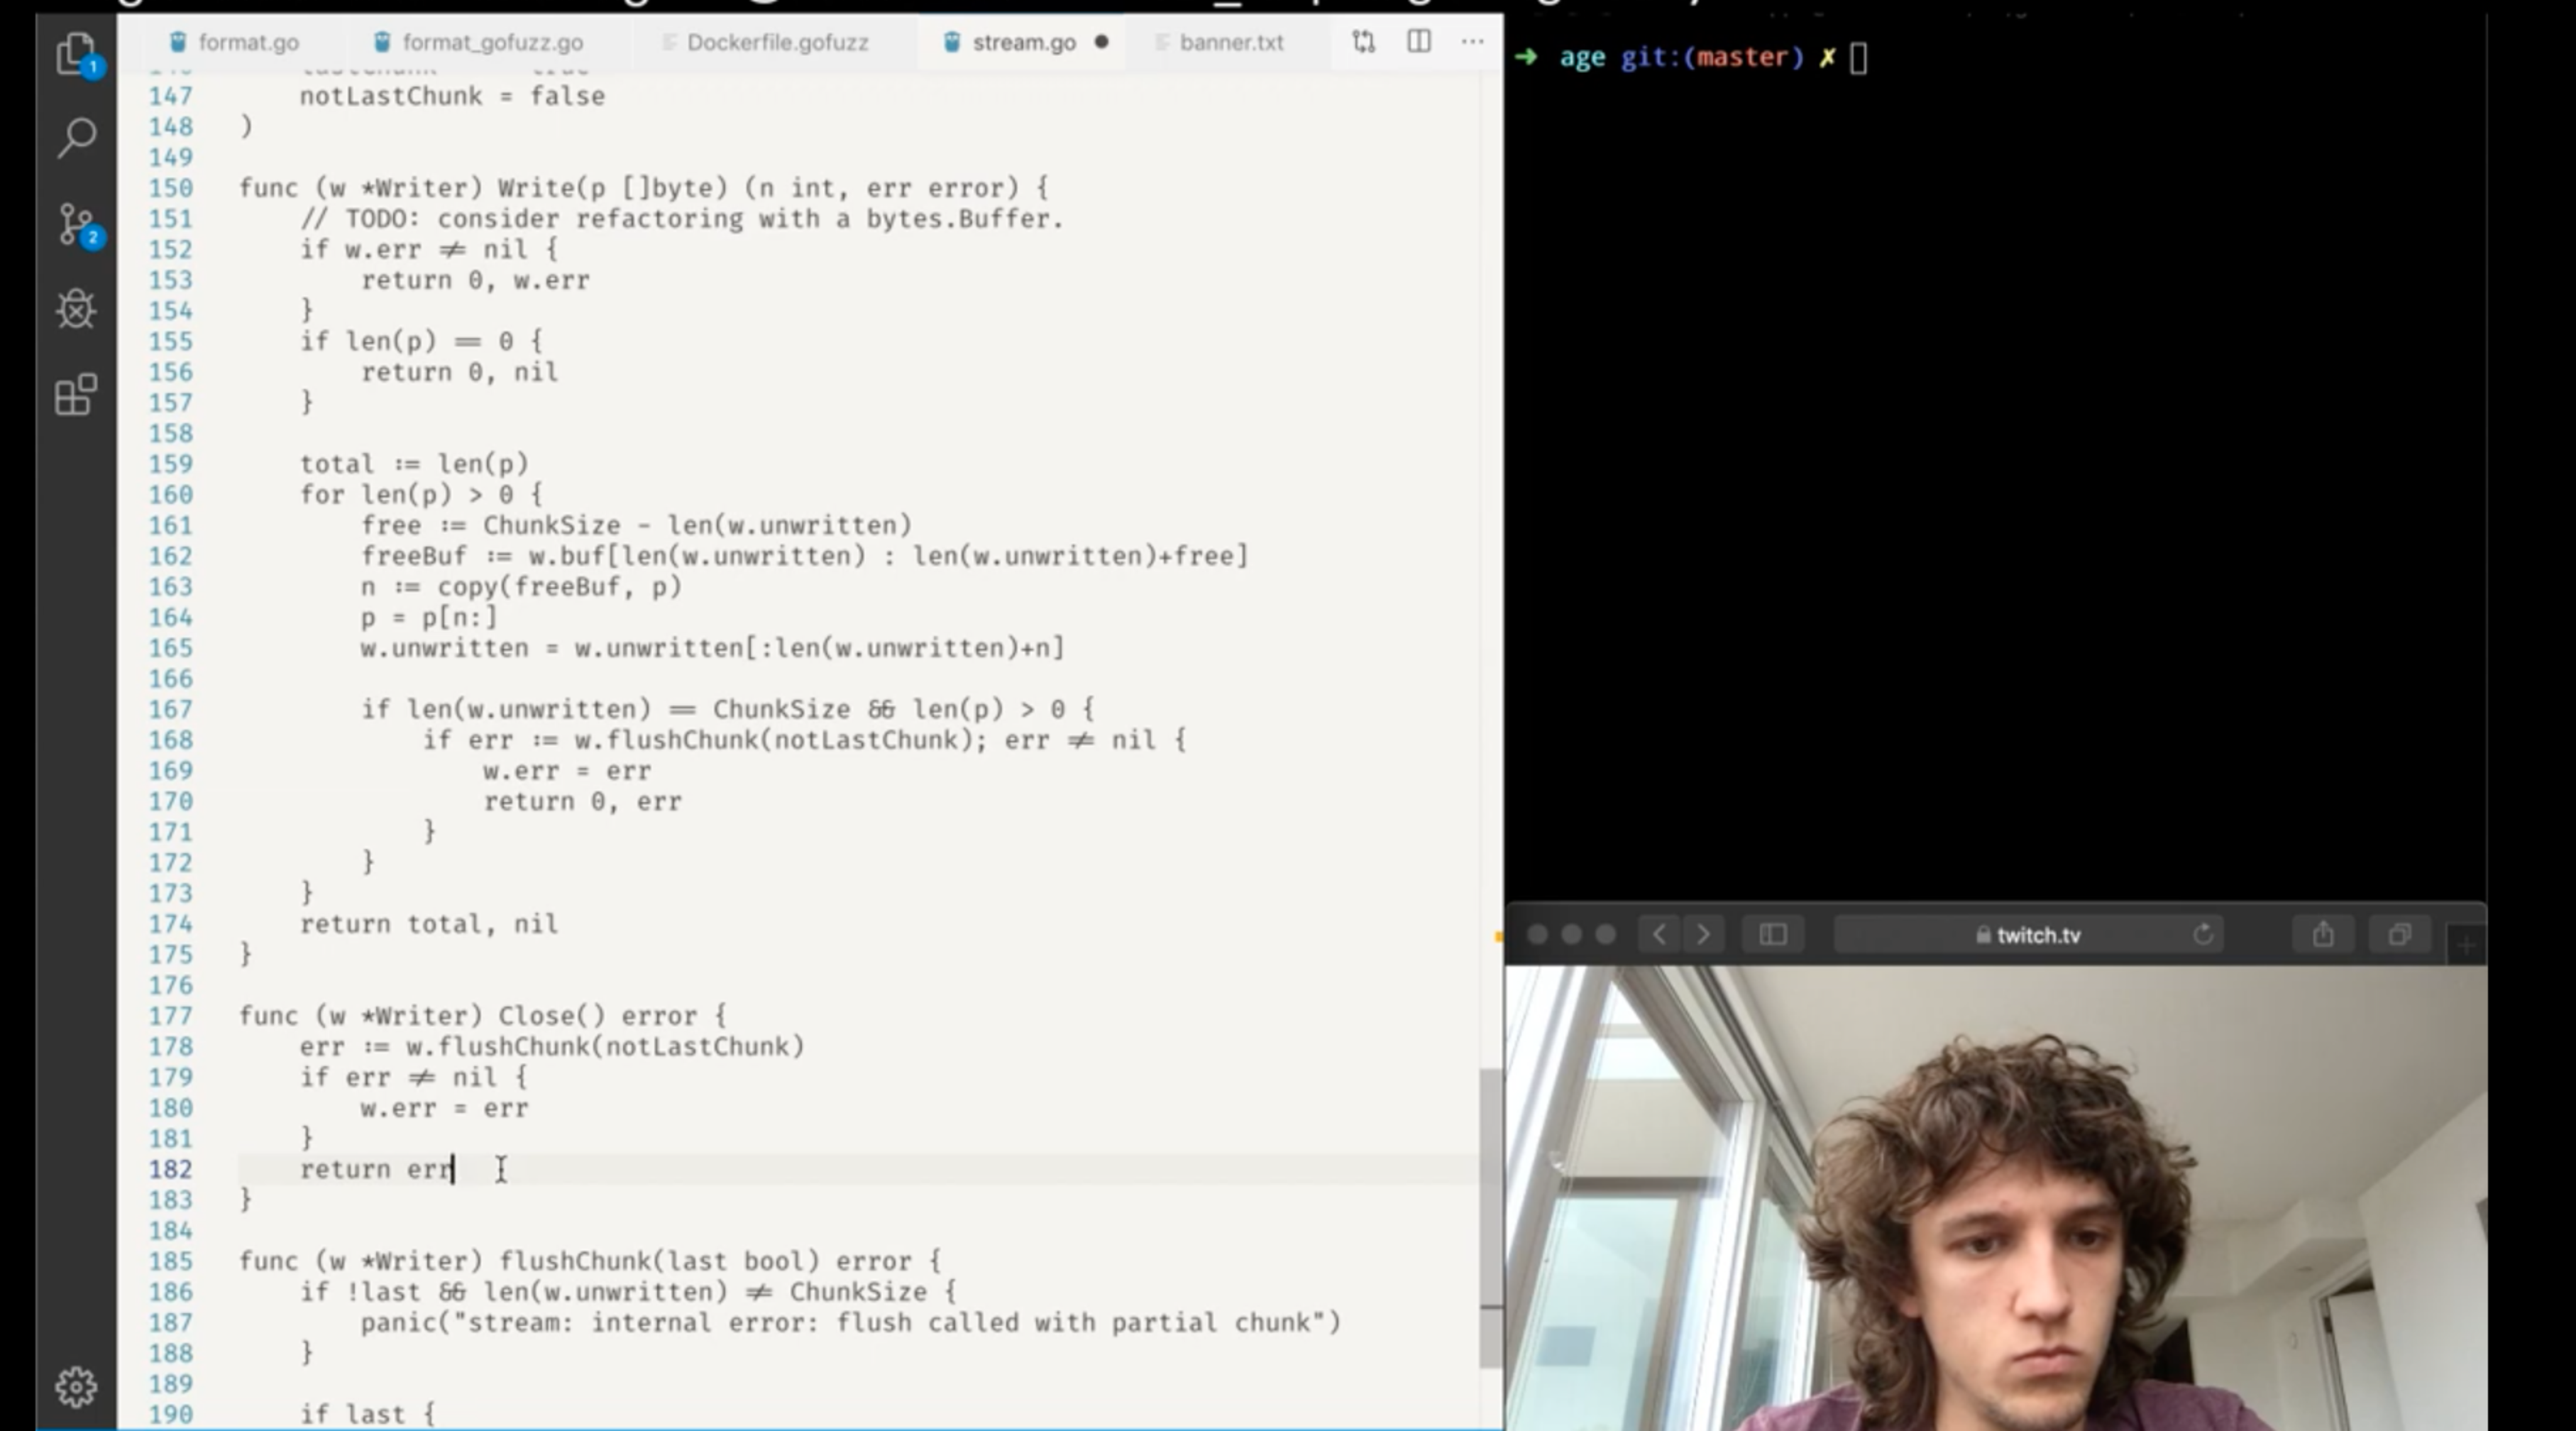 format.go format_gofuzz.go Dockerfile.gofuzz stream.go banner.txt
1
2
147 notLastChunk = false
148 )
149
150 func (w *Writer) Write(p []byte) (n int, err error) {
151 // TODO: consider refactoring with a bytes.Buffer.
152 if w.err ≠ nil {
153 return 0, w.err
154 }
155 if len(p) == 0 {
156 return 0, nil
157 }
158
159 total := len(p)
160 for len(p) > 0 {
161 free := ChunkSize - len(w.unwritten)
162 freeBuf := w.buf[len(w.unwritten) : len(w.unwritten)+free]
163 n := copy(freeBuf, p)
164 p = p[n:]
165 w.unwritten = w.unwritten[:len(w.unwritten)+n]
166
167 if len(w.unwritten) == ChunkSize && len(p) > 0 {
168 if err := w.flushChunk(notLastChunk); err ≠ nil {
169 w.err = err
170 return 0, err
171 }
172 }
173 }
174 return total, nil
175 }
176
177 func (w *Writer) Close() error {
178 err := w.flushChunk(notLastChunk)
179 if err ≠ nil {
180 w.err = err
181 }
182 return err
183 }
184
185 func (w *Writer) flushChunk(last bool) error {
186 if !last && len(w.unwritten) ≠ ChunkSize {
187 panic("stream: internal error: flush called with partial chunk")
188 }
189
190 if last {
➜ age git:(master) ✗
twitch.tv